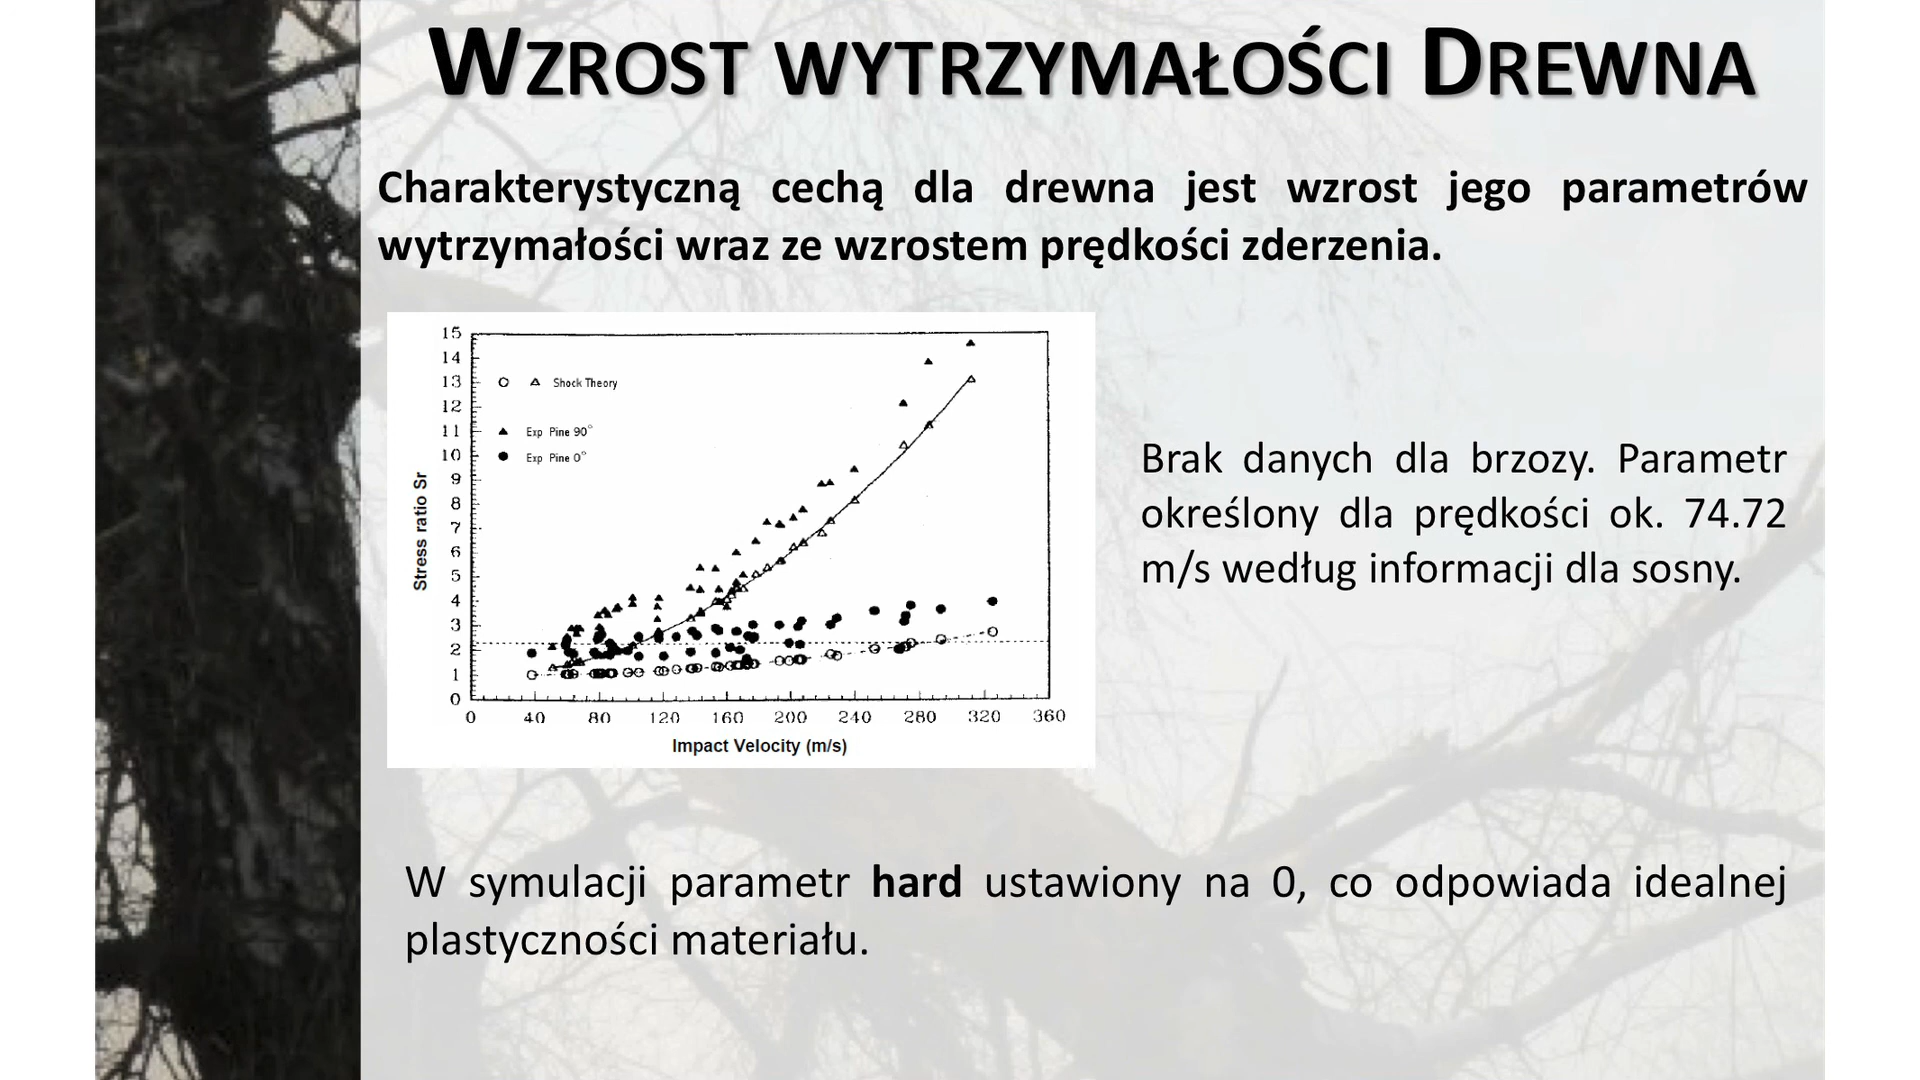 Wzrost wytrzymałości Drewna
Charakterystyczną cechą dla drewna jest wzrost jego parametrów
wytrzymałości wraz ze wzrostem prędkości zderzenia.
15
14
13
12
11
10
9
8
7
6
5
4
3
2
1
0
Stress ratio Sr
Shock Theory
Exp Pine 90°
Exp Pine 0°
0 40 80 120 160 200 240 280 320 360
Impact Velocity (m/s)
Brak danych dla brzozy. Parametr
określony dla prędkości ok. 74.72
m/s według informacji dla sosny.
W symulacji parametr hard ustawiony na 0, co odpowiada idealnej
plastyczności materiału.